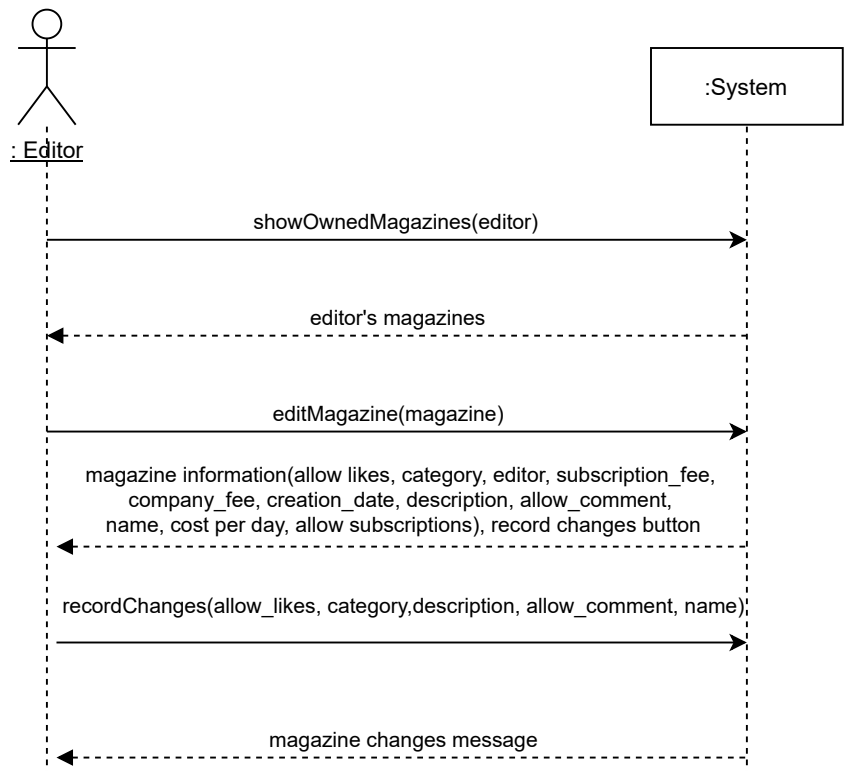 :System
: Editor
showOwnedMagazines(editor)
editor's magazines
editMagazine(magazine)
magazine information(allow likes, category, editor, subscription_fee,
company_fee, creation_date, description, allow_comment,
name, cost per day, allow subscriptions), record changes button
recordChanges(allow_likes, category,description, allow_comment, name)
magazine changes message